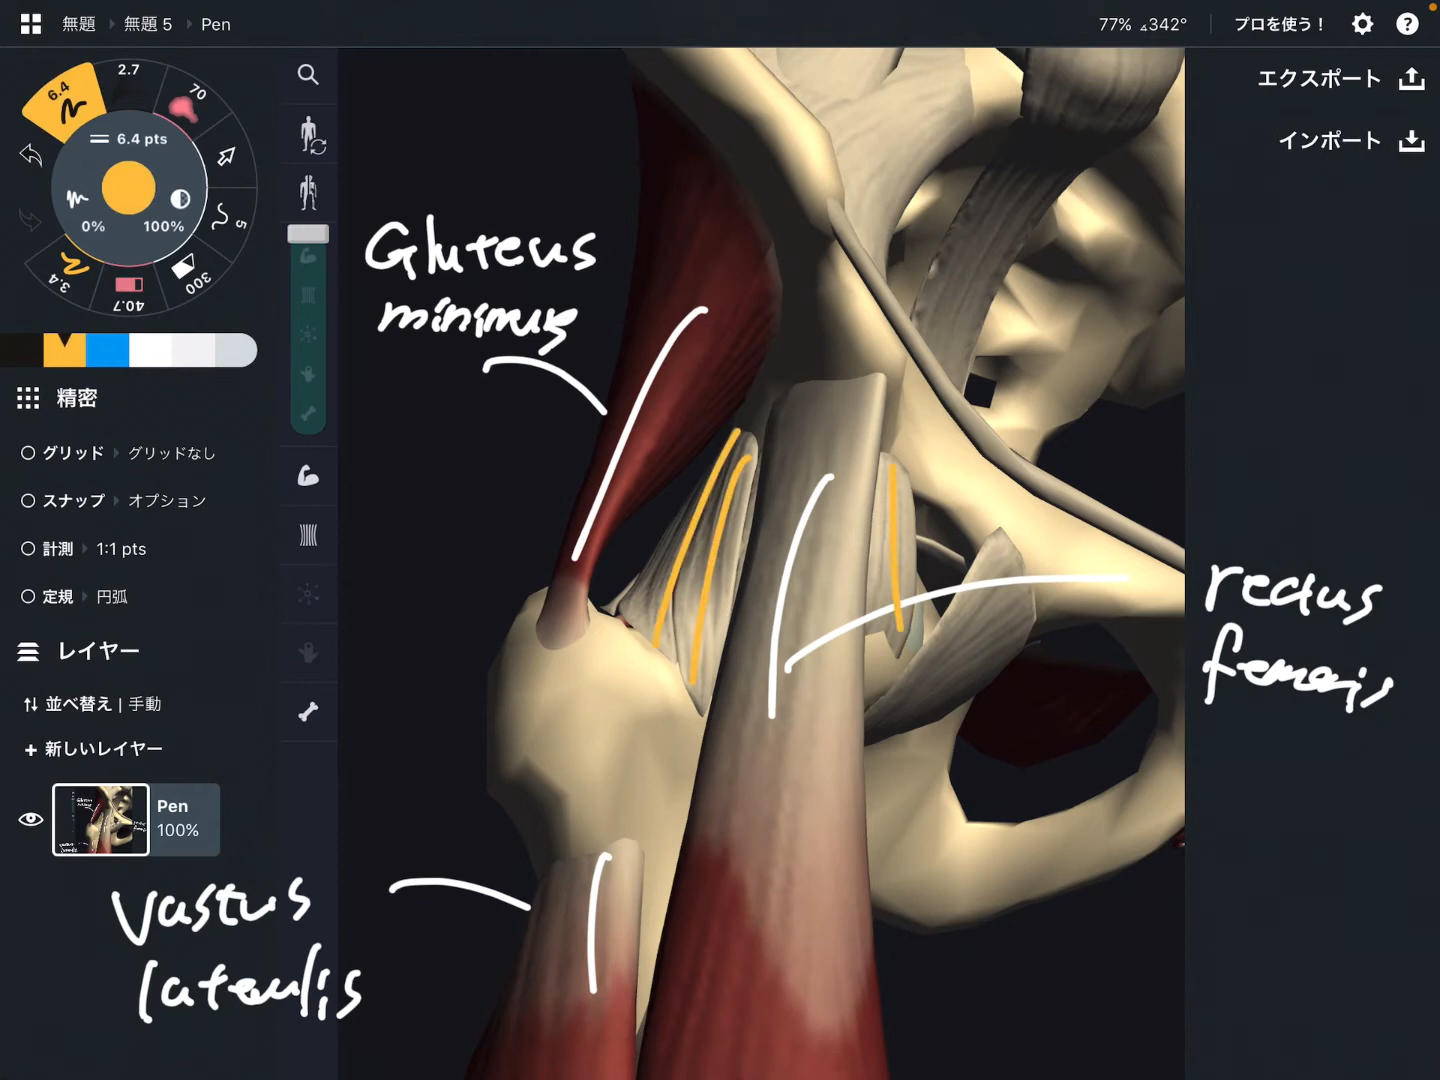 無題 無題 5 Pen
77% ⊿342° プロを使う！
エクスポート
インポート
2.7
6.4
70
6.4 pts
0% 100%
5
3.4
40.7
300
精密
グリッド グリッドなし
スナップ オプション
計測 1:1 pts
定規 円弧
レイヤー
並べ替え | 手動
新しいレイヤー
Pen
100%
Gluteus
minimus
rectus
femoris
Vastus
lateralis